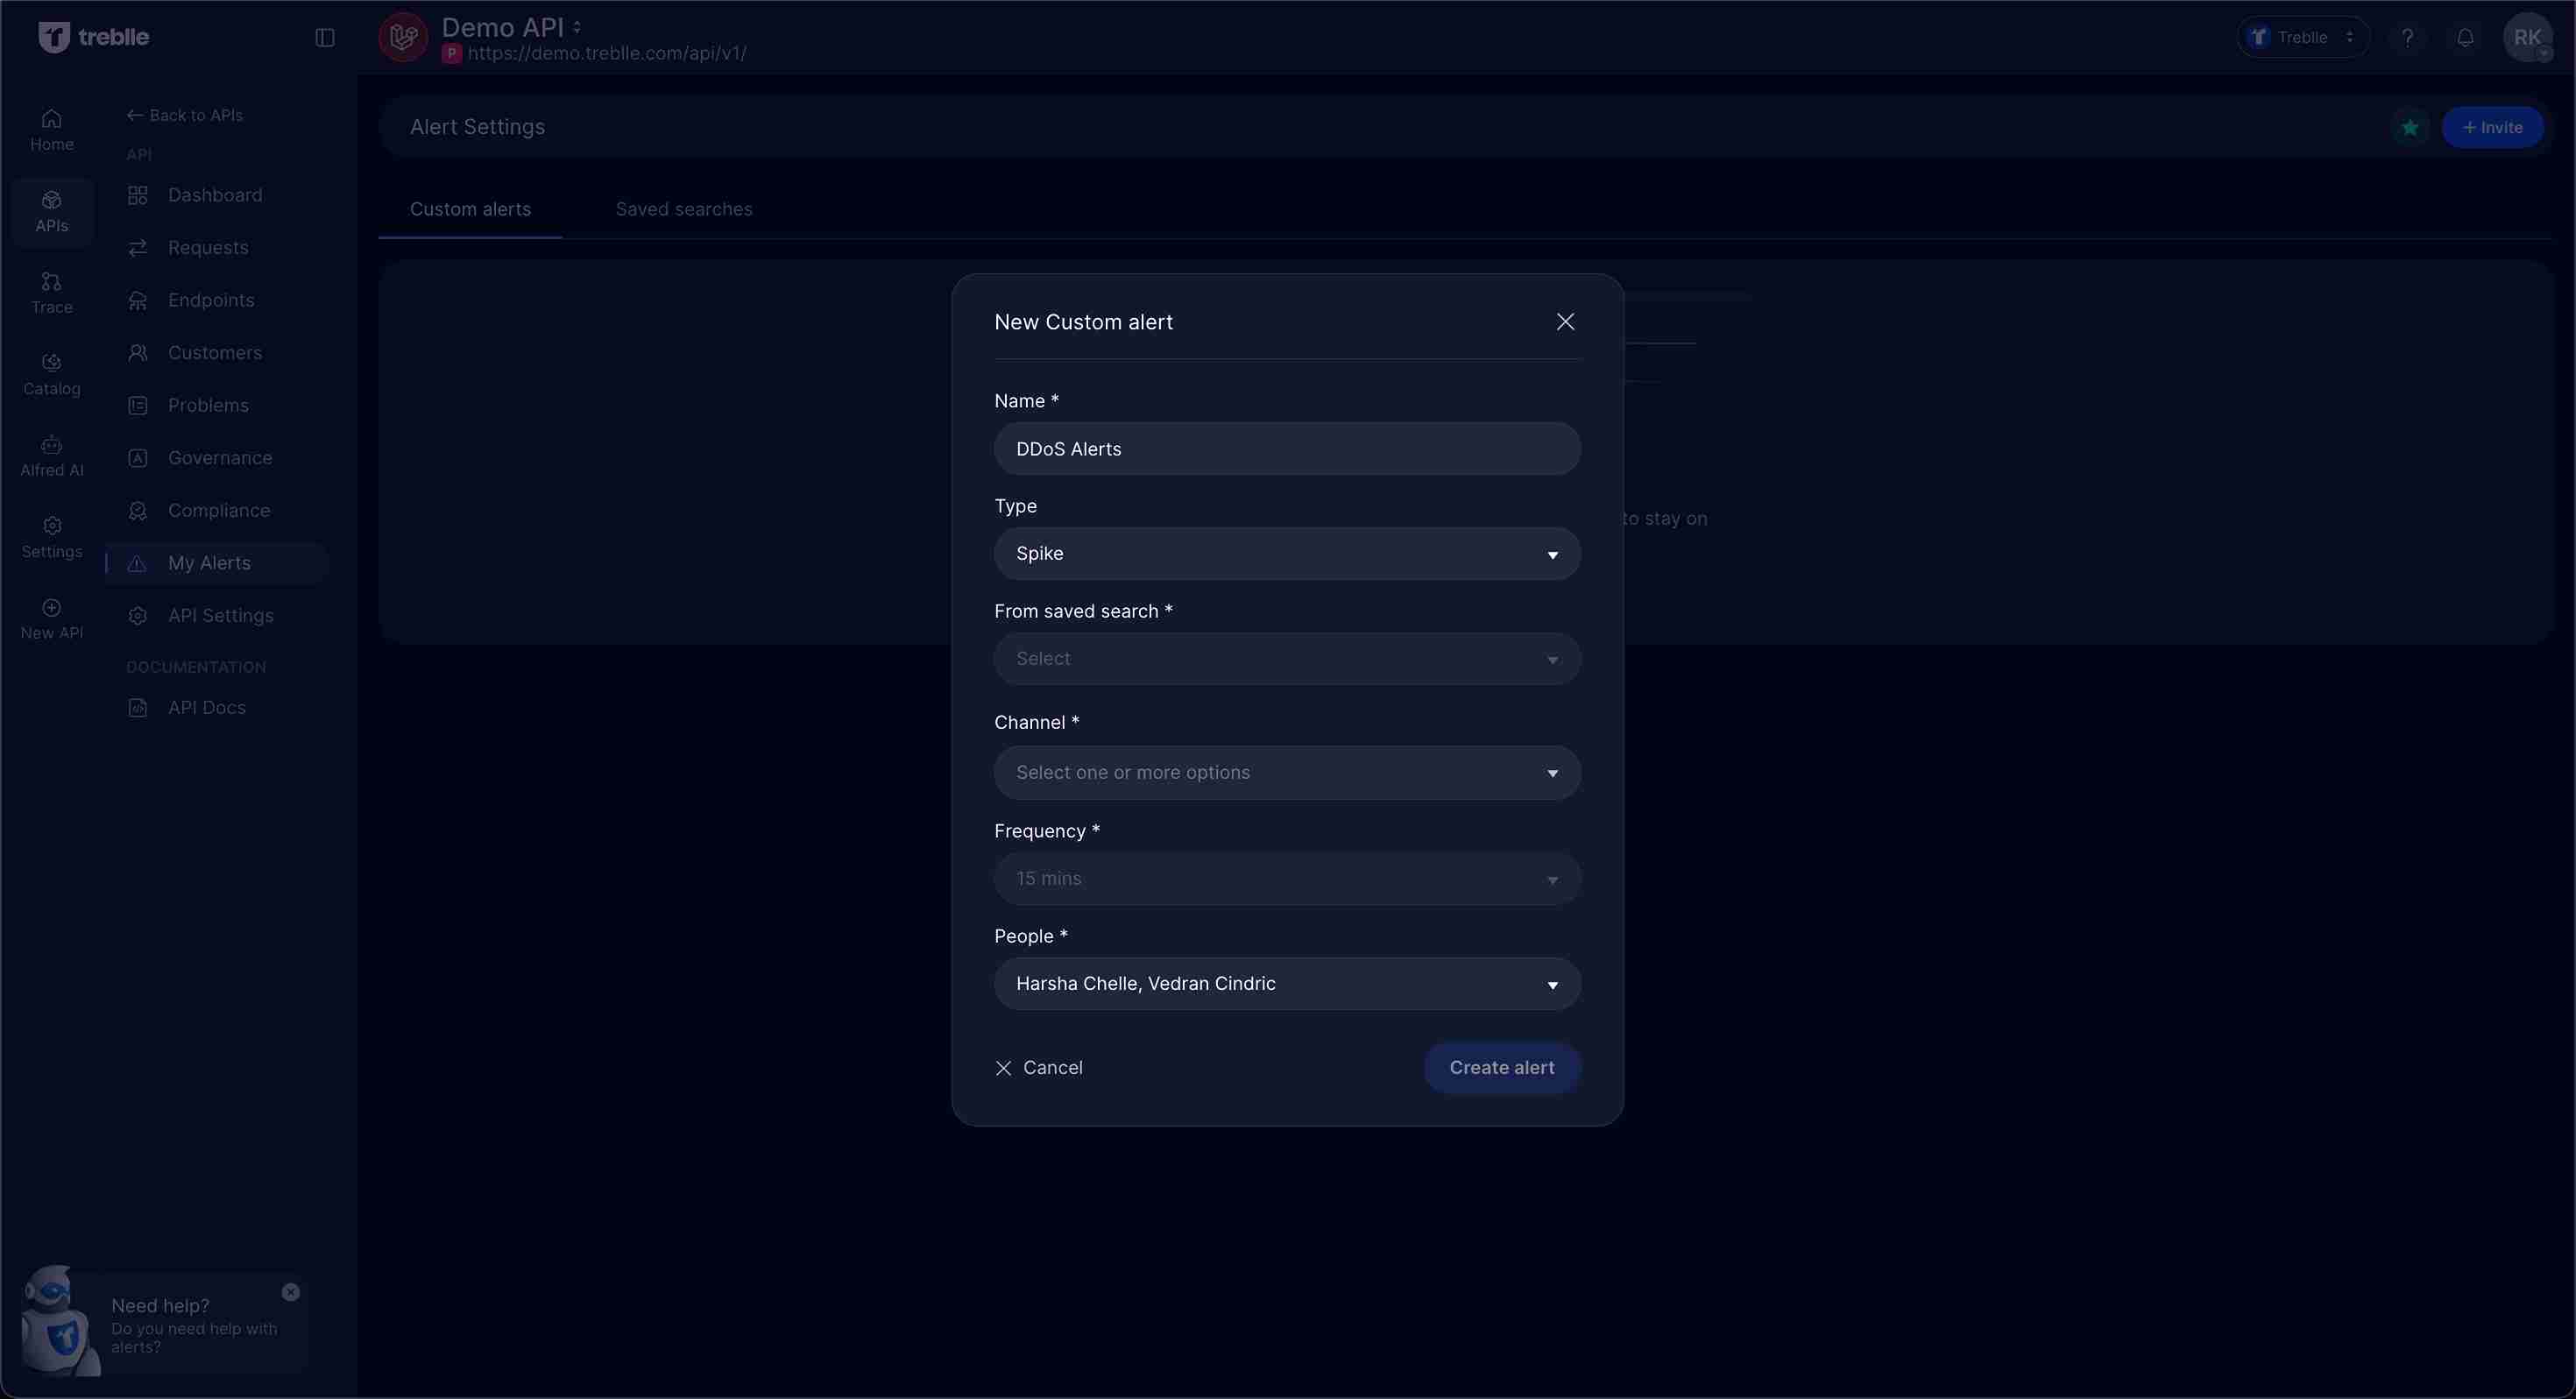 treblle
Demo API
P https://demo.treblle.com/api/v1/
Treblle
?
RK
Home
APIs
Trace
Catalog
Alfred AI
Settings
New API
Back to APIs
API
Dashboard
Requests
Endpoints
Customers
Problems
Governance
Compliance
My Alerts
API Settings
DOCUMENTATION
API Docs
Need help?
Do you need help with
alerts?
Alert Settings
+ Invite
Custom alerts
Saved searches
to stay on
New Custom alert
Name *
DDoS Alerts
Type
Spike
From saved search *
Select
Channel *
Select one or more options
Frequency *
15 mins
People *
Harsha Chelle, Vedran Cindric
Cancel
Create alert